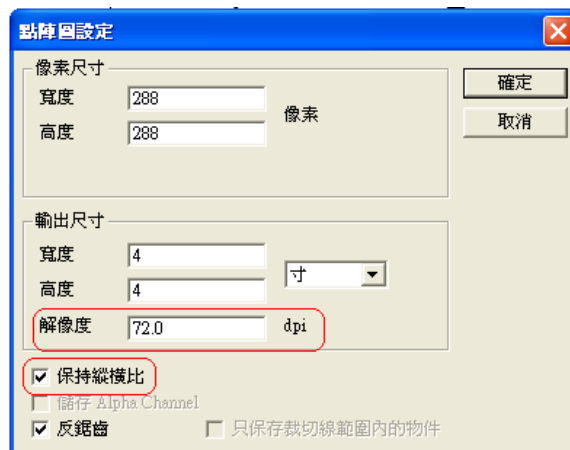 點陣圖設定
像素尺寸
寬度 288
像素
高度 288
確定
取消
輸出尺寸
寬度 4
寸
高度 4
解像度 72.0 dpi
保持縱橫比
儲存 Alpha Channel
反鋸齒
只保存裁切線範圍內的物件